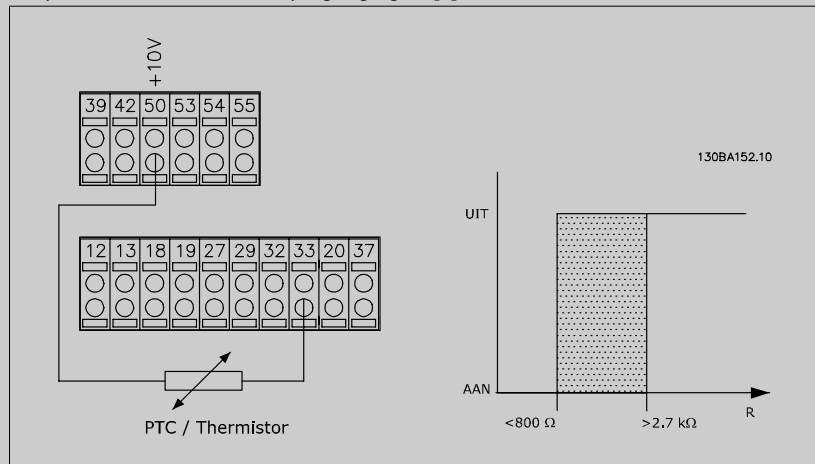 +10V
39 42 50 53 54 55
130BA152.10
UIT
12 13 18 19 27 29 32 33 20 37
AAN
R
<800 Ω
>2.7 kΩ
PTC / Thermistor